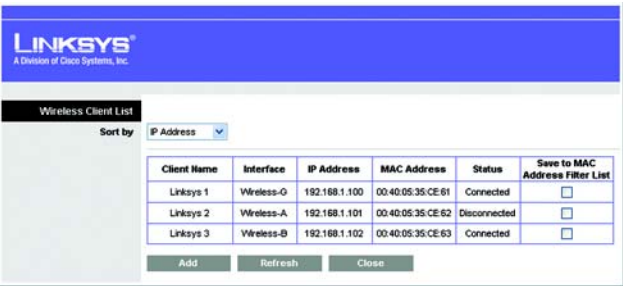 LINKSYS®
A Division of Cisco Systems, Inc.
Wireless Client List
Sort by IP Address
Client Name Interface IP Address MAC Address Status Save to MAC Address Filter List
Linksys 1 Wireless-G 192.168.1.100 00:40:05:35:CE:61 Connected
Linksys 2 Wireless-A 192.168.1.101 00:40:05:35:CE:62 Disconnected
Linksys 3 Wireless-B 192.168.1.102 00:40:05:35:CE:63 Connected
Add Refresh Close